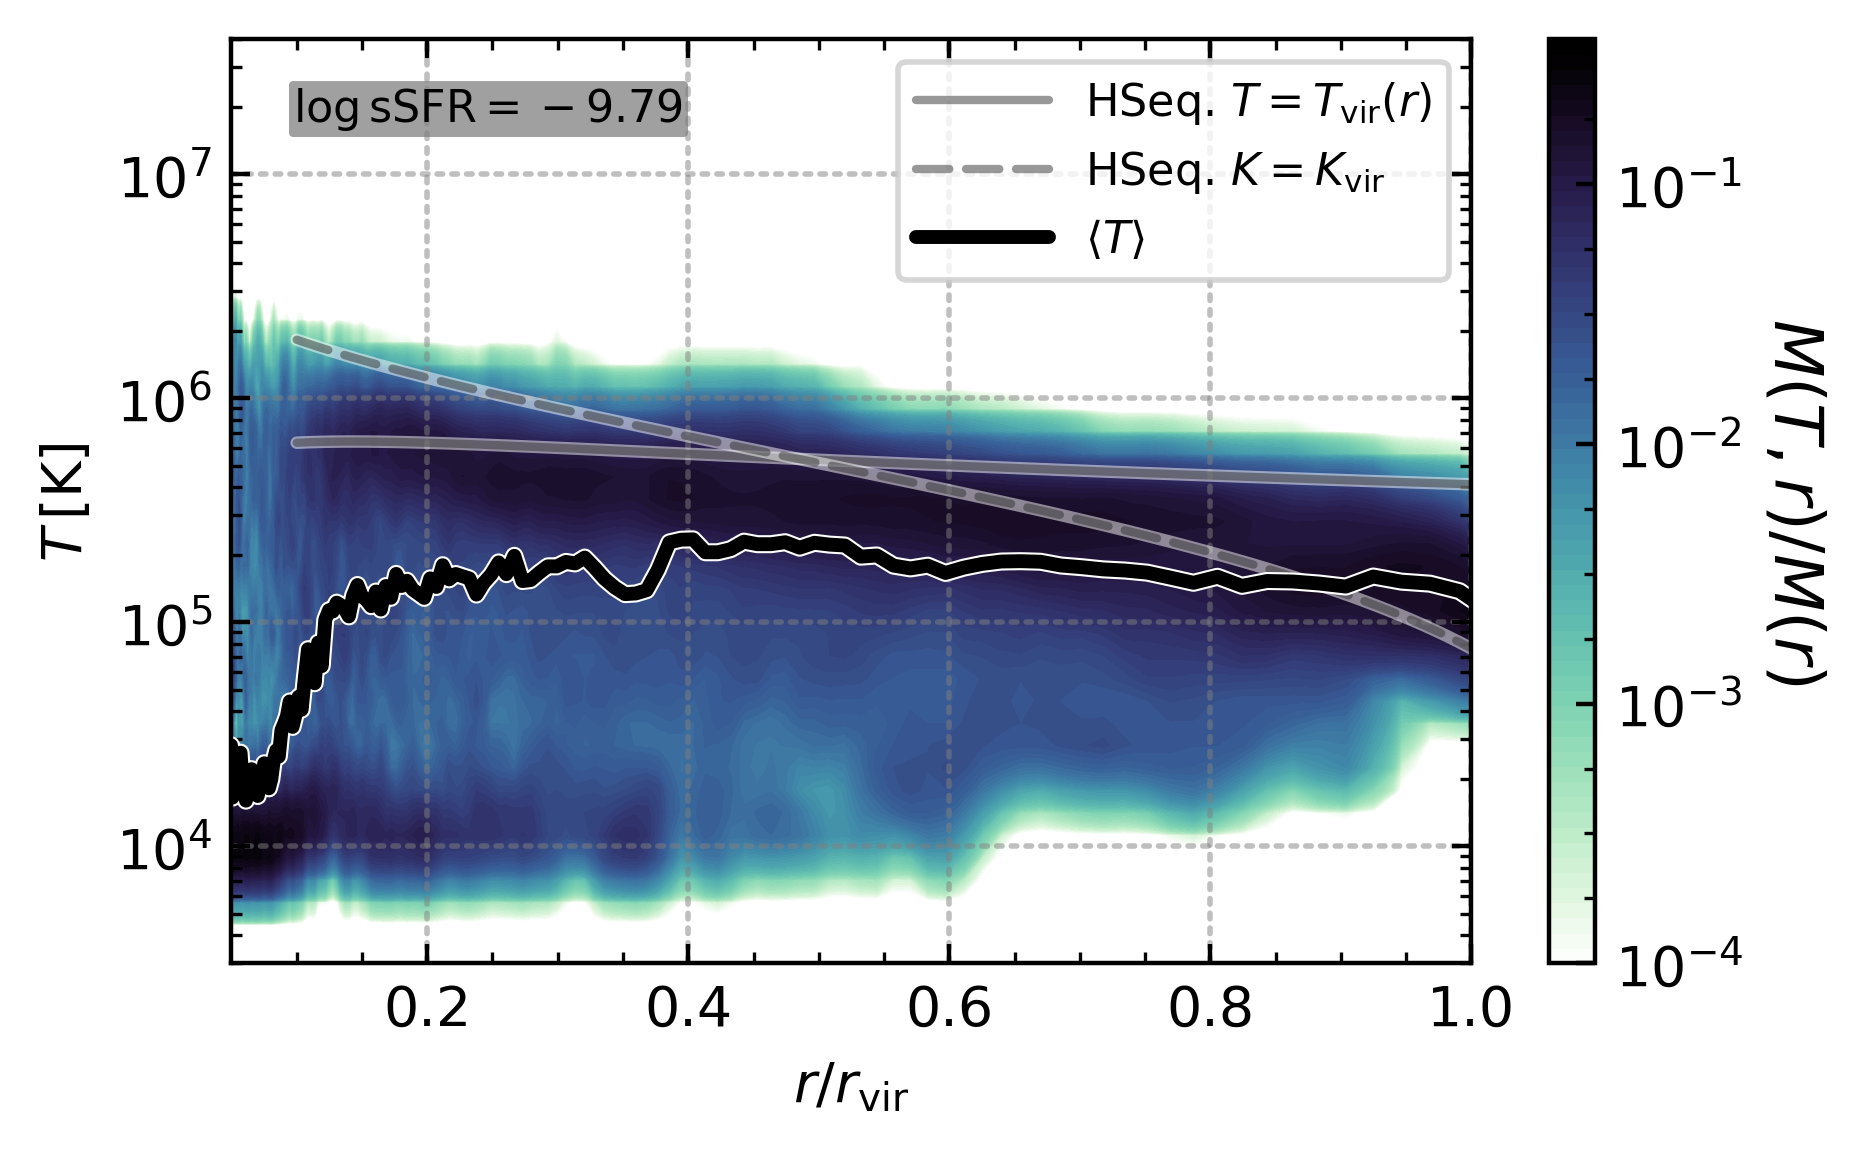 log sSFR = −9.79
HSeq. T = T_vir(r)
HSeq. K = K_vir
⟨T⟩
10^7
10^6
10^5
10^4
T [K]
0.2 0.4 0.6 0.8 1.0
r/r_vir
10^−1
10^−2
10^−3
10^−4
M(T, r)/M(r)